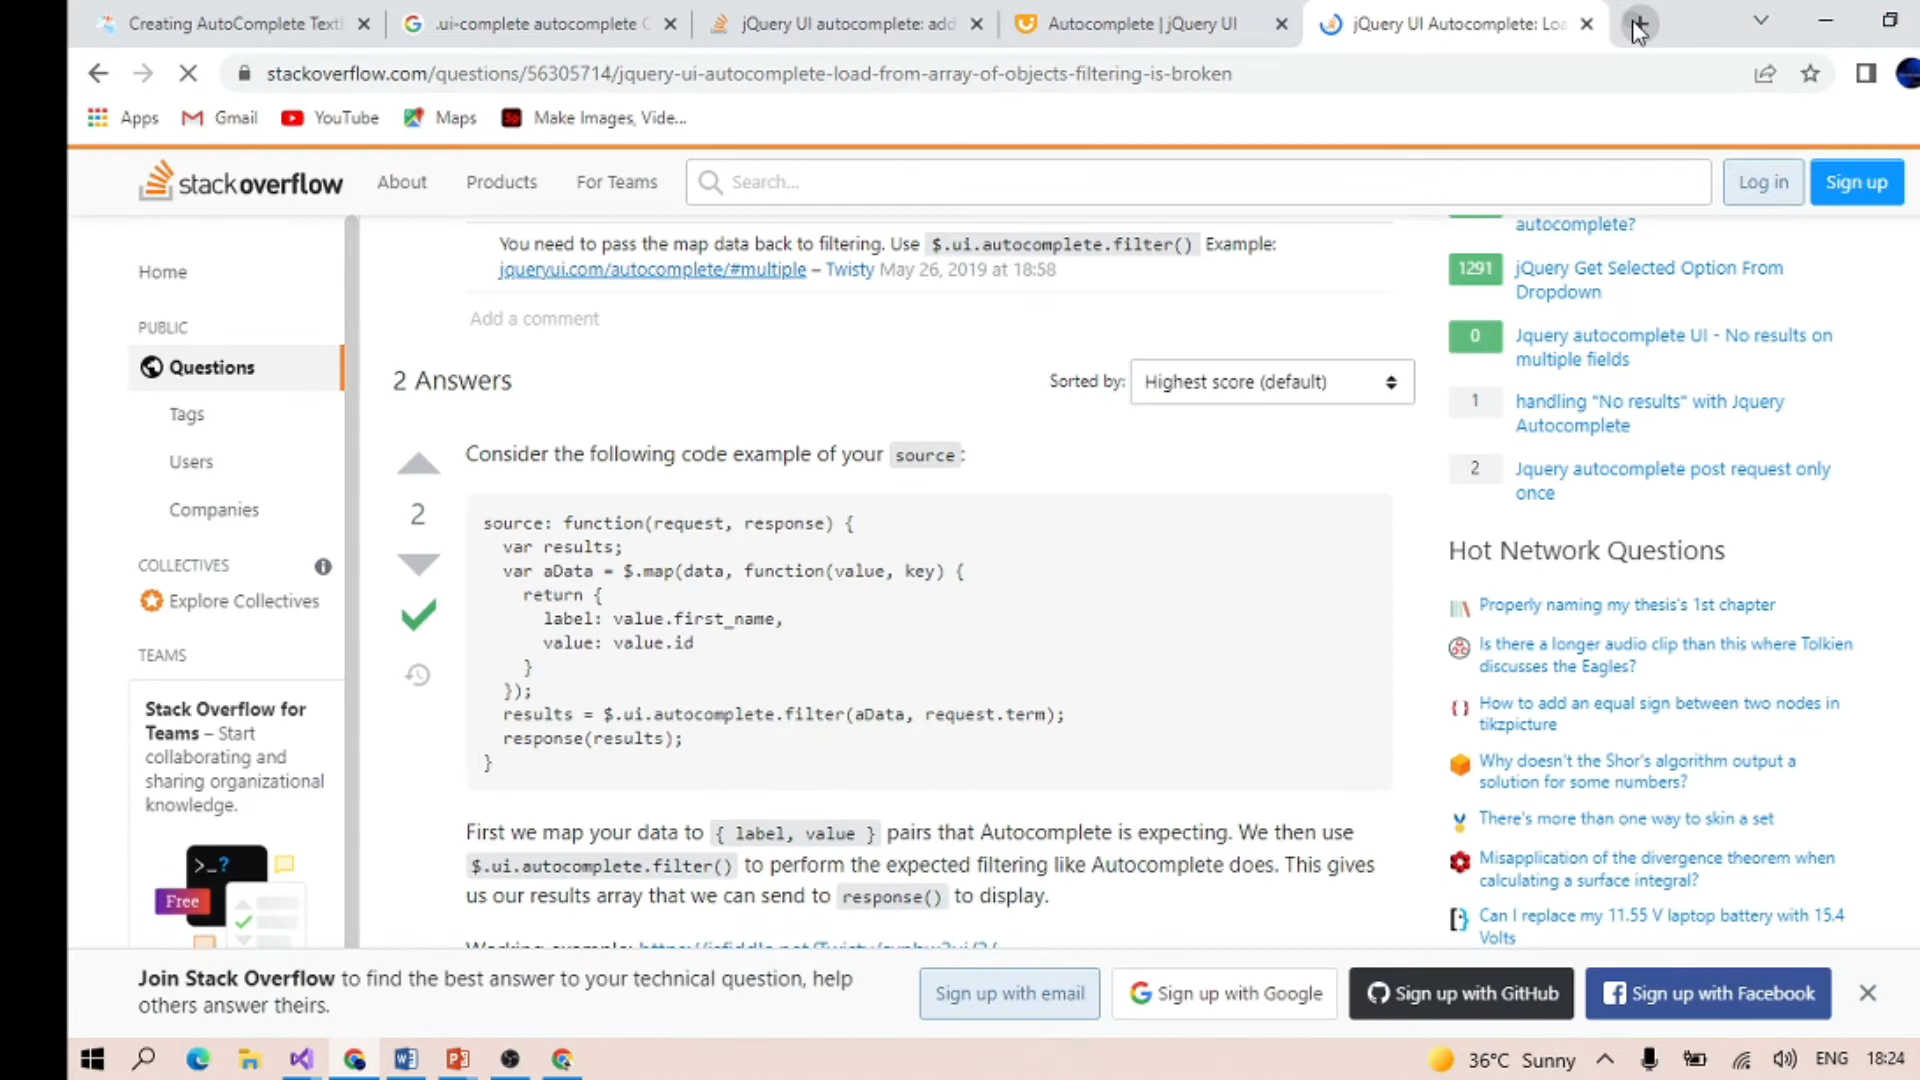 Creating AutoComplete Text
.ui-complete autocomplete
jQuery UI autocomplete: add
Autocomplete | jQuery UI
jQuery UI Autocomplete: Loa
stackoverflow.com/questions/56305714/jquery-ui-autocomplete-load-from-array-of-objects-filtering-is-broken
Apps
Gmail
YouTube
Maps
Make Images, Vide...
stackoverflow
About
Products
For Teams
Search...
Log in
Sign up
Home
PUBLIC
Questions
Tags
Users
Companies
COLLECTIVES
Explore Collectives
TEAMS
Stack Overflow for
Teams – Start
collaborating and
sharing organizational
knowledge.
>_?
Free
You need to pass the map data back to filtering. Use $.ui.autocomplete.filter() Example:
jqueryui.com/autocomplete/#multiple – Twisty May 26, 2019 at 18:58
Add a comment
2 Answers
Sorted by:
Highest score (default)
2
Consider the following code example of your source:
source: function(request, response) {
var results;
var aData = $.map(data, function(value, key) {
return {
label: value.first_name,
value: value.id
}
});
results = $.ui.autocomplete.filter(aData, request.term);
response(results);
}
First we map your data to { label, value } pairs that Autocomplete is expecting. We then use
$.ui.autocomplete.filter() to perform the expected filtering like Autocomplete does. This gives
us our results array that we can send to response() to display.
autocomplete?
1291 jQuery Get Selected Option From
Dropdown
0 Jquery autocomplete UI - No results on
multiple fields
1 handling "No results" with Jquery
Autocomplete
2 Jquery autocomplete post request only
once
Hot Network Questions
Properly naming my thesis's 1st chapter
Is there a longer audio clip than this where Tolkien
discusses the Eagles?
How to add an equal sign between two nodes in
tikzpicture
Why doesn't the Shor's algorithm output a
solution for some numbers?
There's more than one way to skin a set
Misapplication of the divergence theorem when
calculating a surface integral?
Can I replace my 11.55 V laptop battery with 15.4
Volts
Join Stack Overflow to find the best answer to your technical question, help
others answer theirs.
Sign up with email
Sign up with Google
Sign up with GitHub
Sign up with Facebook
36°C Sunny
ENG
18:24